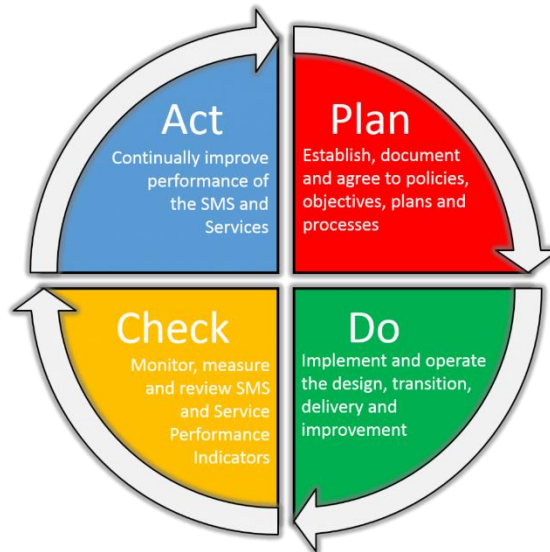 Act
Continually improve
performance of
the SMS and
Services
Plan
Establish, document
and agree to policies,
objectives, plans and
processes
Check
Monitor, measure
and review SMS
and Service
Performance
Indicators
Do
Implement and operate
the design, transition,
delivery and
improvement